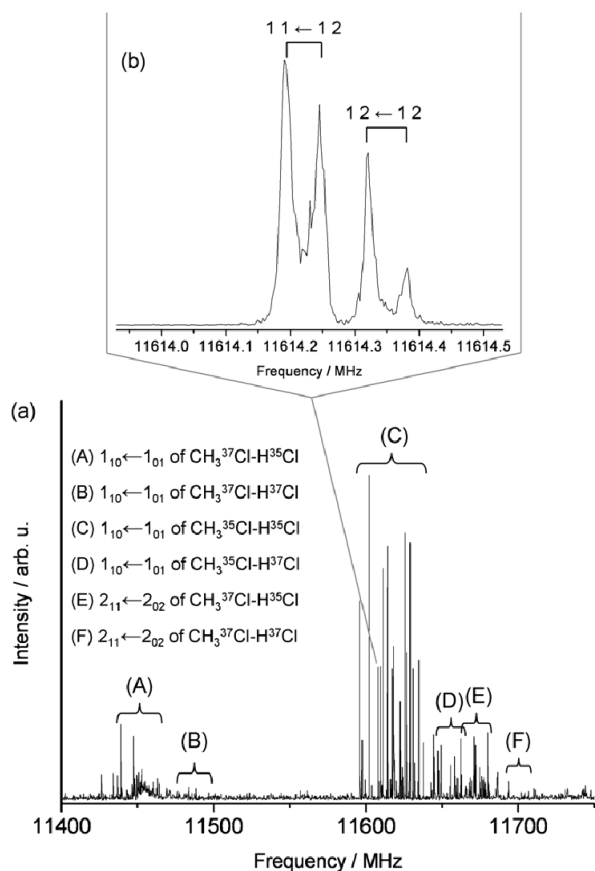 1 1 ← 1 2
(b)
1 2 ← 1 2
11614.0 11614.1 11614.2 11614.3 11614.4 11614.5
Frequency / MHz
(a)
(C)
(A) 1₁₀←1₀₁ of CH₃³⁷Cl-H³⁵Cl
(B) 1₁₀←1₀₁ of CH₃³⁷Cl-H³⁷Cl
(C) 1₁₀←1₀₁ of CH₃³⁵Cl-H³⁵Cl
(D) 1₁₀←1₀₁ of CH₃³⁵Cl-H³⁷Cl
(E) 2₁₁←2₀₂ of CH₃³⁷Cl-H³⁵Cl
(F) 2₁₁←2₀₂ of CH₃³⁷Cl-H³⁷Cl
Intensity / arb. u.
(A)
(B)
(D)
(E)
(F)
11400 11500 11600 11700
Frequency / MHz